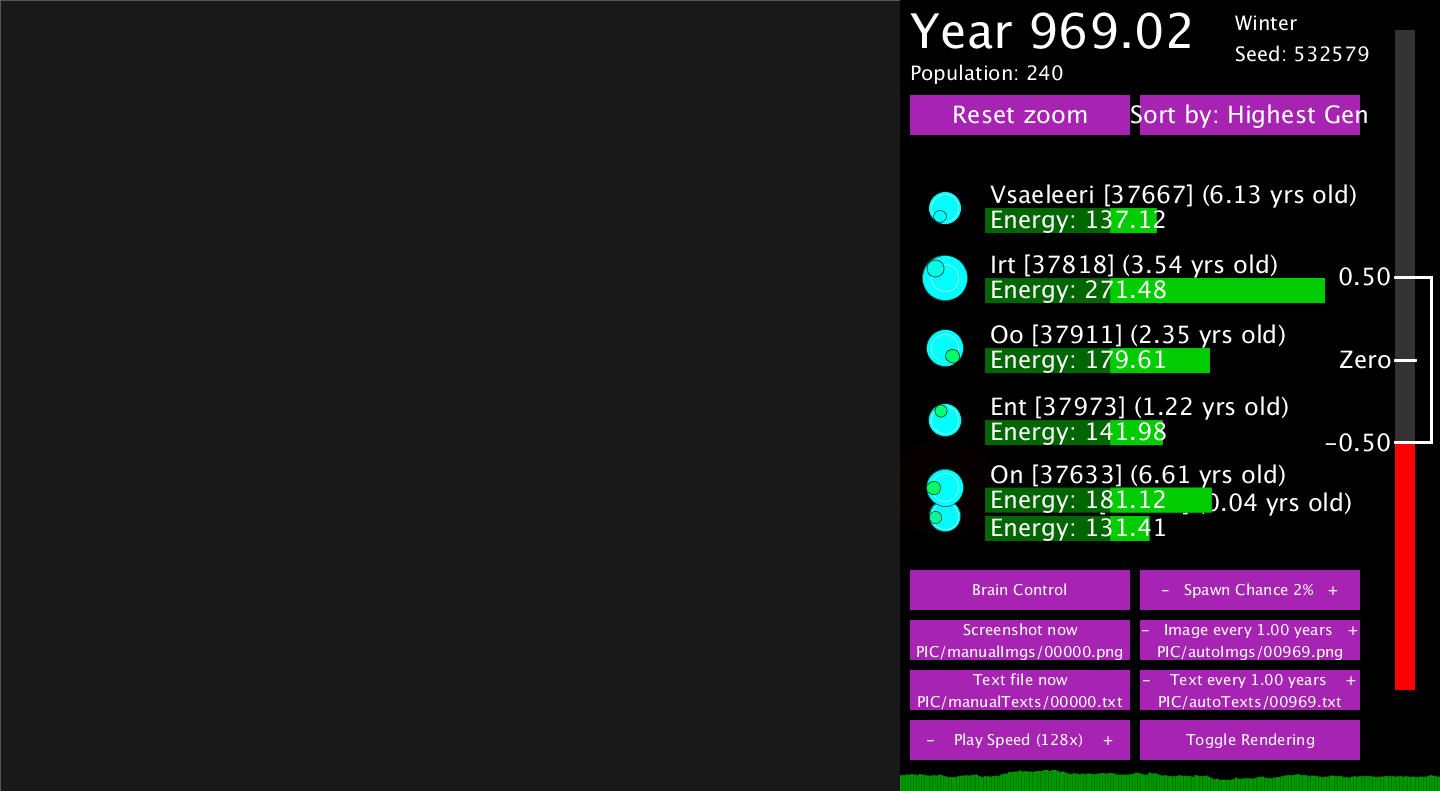 Year 969.02
Winter
Seed: 532579
Population: 240
Reset zoom
Sort by: Highest Gen
Vsaeleeri [37667] (6.13 yrs old)
Energy: 137.12
Irt [37818] (3.54 yrs old)
Energy: 271.48
Oo [37911] (2.35 yrs old)
Energy: 179.61
Ent [37973] (1.22 yrs old)
Energy: 141.98
On [37633] (6.61 yrs old)
Energy: 181.12
0.04 yrs old)
Energy: 131.41
0.50
Zero
-0.50
Brain Control
- Spawn Chance 2% +
Screenshot now
PIC/manualImgs/00000.png
- Image every 1.00 years +
PIC/autoImgs/00969.png
Text file now
PIC/manualTexts/00000.txt
- Text every 1.00 years +
PIC/autoTexts/00969.txt
- Play Speed (128x) +
Toggle Rendering